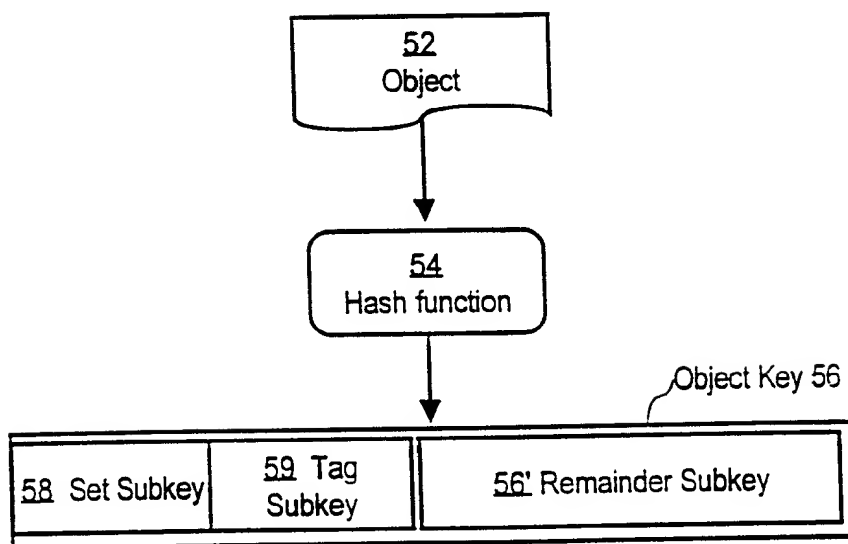 52
Object
54
Hash function
Object Key 56
58 Set Subkey
59 Tag
Subkey
56' Remainder Subkey